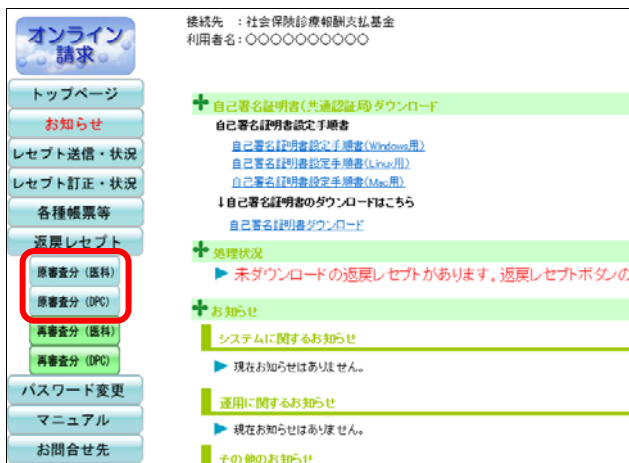 オンライン
請求
接続先 ：社会保険診療報酬支払基金
利用者名：〇〇〇〇〇〇〇〇〇〇
トップページ
お知らせ
レセプト送信・状況
レセプト訂正・状況
各種帳票等
返戻レセプト
原審査分（医科）
原審査分（DPC）
再審査分（医科）
再審査分（DPC）
パスワード変更
マニュアル
お問合せ先
自己署名証明書(共通認証局)ダウンロード
自己署名証明書設定手順書
自己署名証明書設定手順書(Windows用)
自己署名証明書設定手順書(Linux用)
自己署名証明書設定手順書(Mac用)
↓自己署名証明書のダウンロードはこちら
自己署名証明書ダウンロード
処理状況
未ダウンロードの返戻レセプトがあります。返戻レセプトボタンの
お知らせ
システムに関するお知らせ
現在お知らせはありません。
運用に関するお知らせ
現在お知らせはありません。
その他のお知らせ